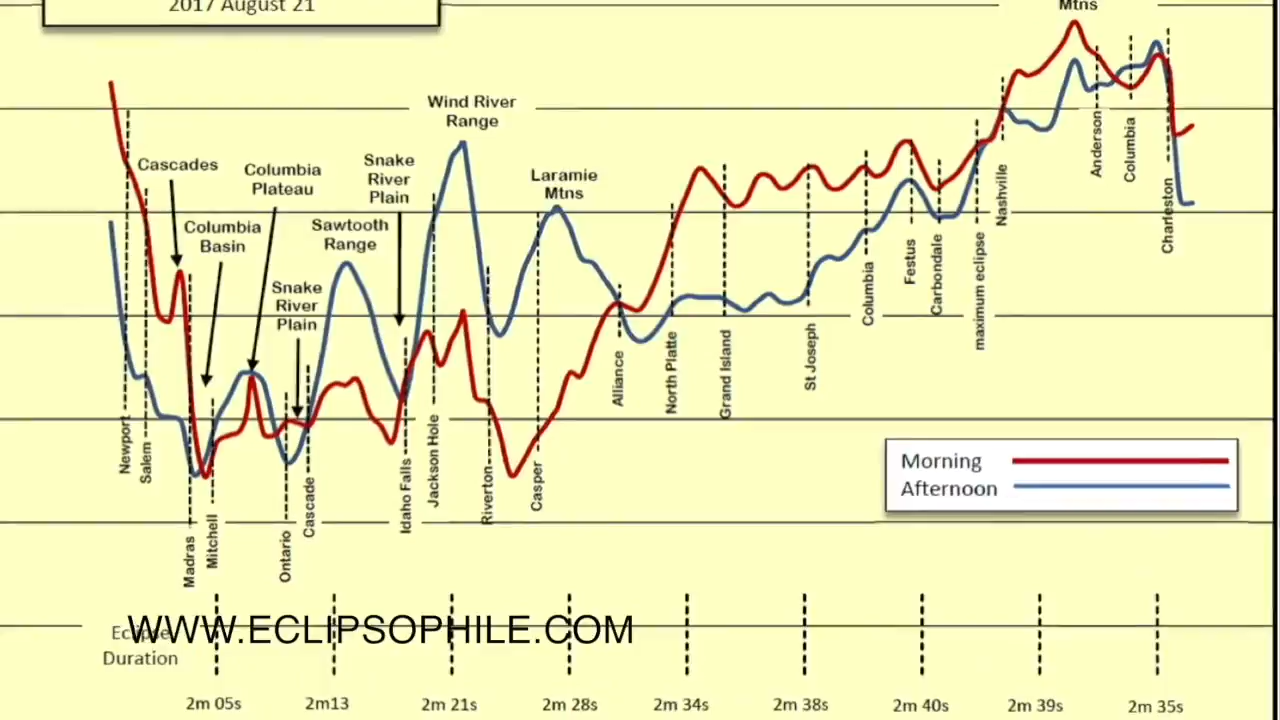 2017 August 21
Mtns
Wind River
Range
Cascades
Columbia
Plateau
Snake
River
Plain
Laramie
Mtns
Columbia
Basin
Sawtooth
Range
Snake
River
Plain
Newport
Salem
Madras
Mitchell
Ontario
Cascade
Idaho Falls
Jackson Hole
Riverton
Casper
Alliance
North Platte
Grand Island
St Joseph
Columbia
Festus
Carbondale
maximum eclipse
Nashville
Anderson
Columbia
Charleston
Morning
Afternoon
WWW.ECLIPSOPHILE.COM
Eclipse
Duration
2m 05s
2m13
2m 21s
2m 28s
2m 34s
2m 38s
2m 40s
2m 39s
2m 35s